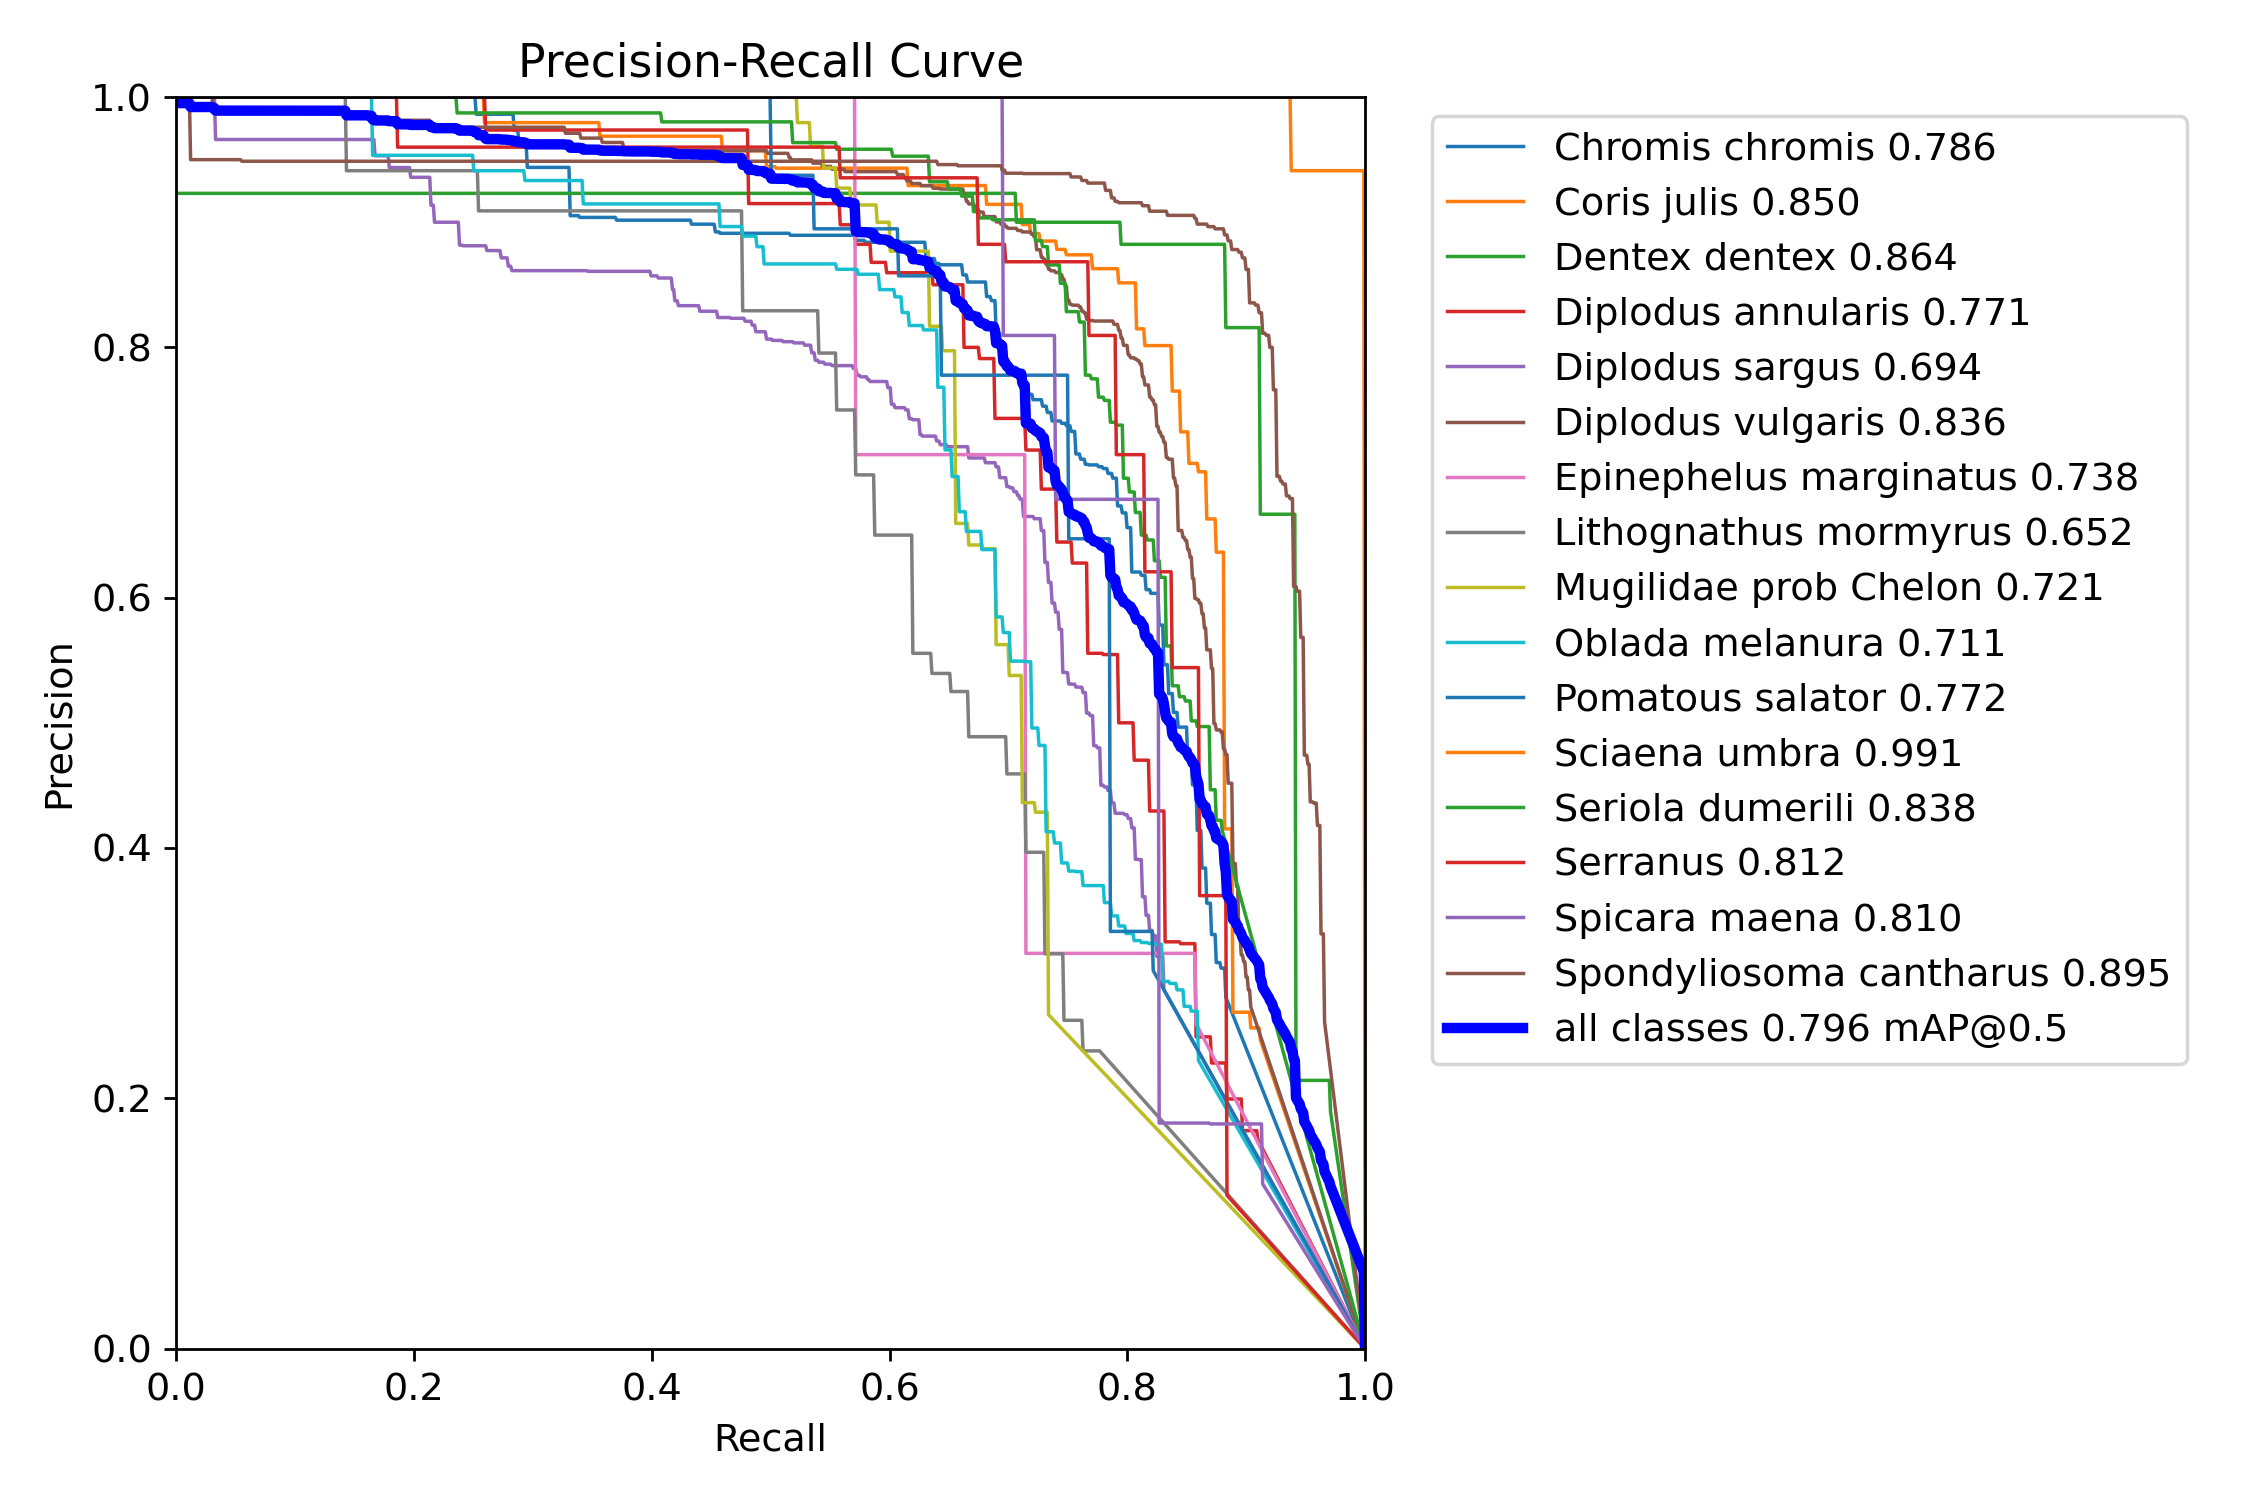 Precision-Recall Curve
1.0
0.8
0.6
0.4
0.2
0.0
Precision
0.0 0.2 0.4 0.6 0.8 1.0
Recall
Chromis chromis 0.786
Coris julis 0.850
Dentex dentex 0.864
Diplodus annularis 0.771
Diplodus sargus 0.694
Diplodus vulgaris 0.836
Epinephelus marginatus 0.738
Lithognathus mormyrus 0.652
Mugilidae prob Chelon 0.721
Oblada melanura 0.711
Pomatous salator 0.772
Sciaena umbra 0.991
Seriola dumerili 0.838
Serranus 0.812
Spicara maena 0.810
Spondyliosoma cantharus 0.895
all classes 0.796 mAP@0.5